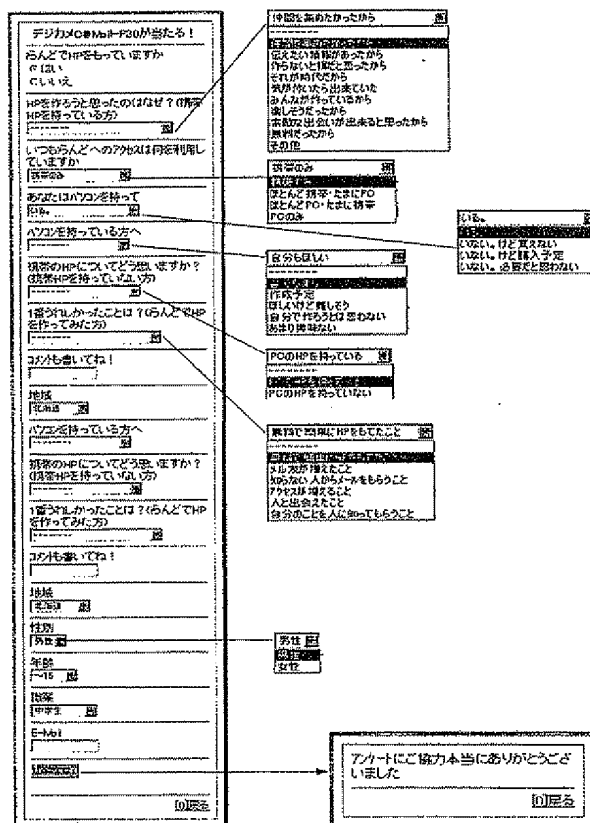 デジカメC@Mail-F30が当たる！
らんどでHPをもっていますか
はい
いいえ
HPを作ろうと思ったのはなぜ？(携帯
HPを持っている方)
--------
いつもらんどへのアクセスは何を利用し
ていますか
携帯のみ
あなたはパソコンを持って
いる。
パソコンを持っている方へ
--------
携帯のHPについてどう思いますか？
(携帯HPを持っていない方)
--------
1番うれしかったことは？(らんどでHP
を作ってみた方)
--------
コメントも書いてね！
地域
北海道
パソコンを持っている方へ
--------
携帯のHPについてどう思いますか？
(携帯HPを持っていない方)
--------
1番うれしかったことは？(らんどでHP
を作ってみた方)
--------
コメントも書いてね！
地域
北海道
性別
男性
年齢
～15
職業
中学生
E-Mail
[0]戻る
仲間を集めたかったから
--------
伝えたい情報があったから
作らないと損だと思ったから
それが時代だから
気が付いたら出来ていた
みんなが作っているから
楽しそうだったから
素敵な出会いが出来ると思ったから
無料だったから
その他
携帯のみ
ほとんど携帯・たまにPC
ほとんどPC・たまに携帯
PCのみ
いる。
いない。けど買えない
いない。けど購入予定
いない。必要だと思わない
自分もほしい
--------
作成予定
ほしいけど難しそう
自分で作ろうとは思わない
あまり興味ない
PCのHPを持っている
--------
PCのHPを持っていない
無料で簡単にHPをもてたこと
--------
メル友が増えたこと
知らない人からメールをもらうこと
アクセスが増えること
人と出会えたこと
自分のことを人に知ってもらうこと
男性
女性
アンケートにご協力本当にありがとうござ
いました
[0]戻る